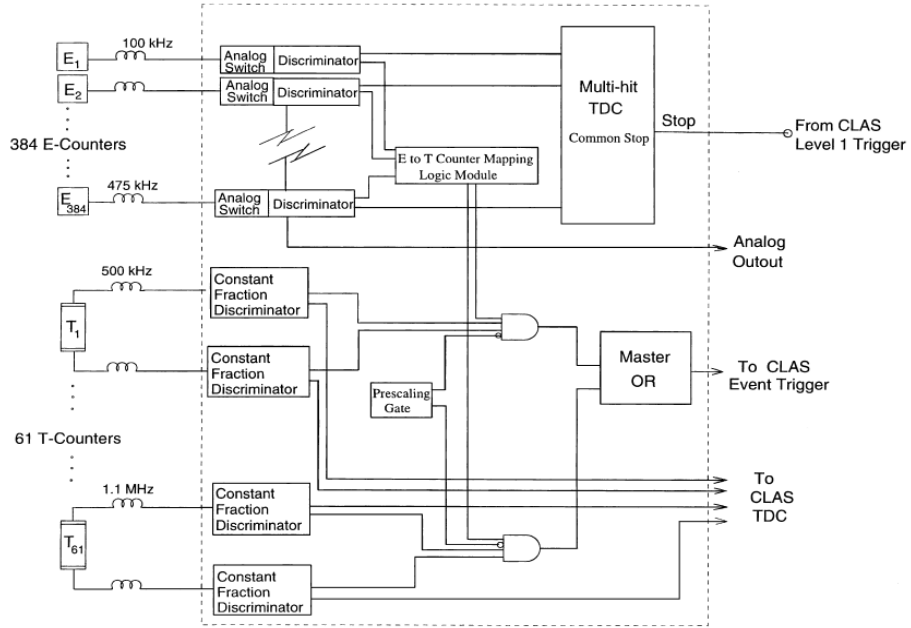 100 kHz
E1
Analog Switch Discriminator
E2
Analog Switch Discriminator
Multi-hit TDC
Common Stop
Stop
From CLAS
Level 1 Trigger
384 E-Counters
E to T Counter Mapping
Logic Module
475 kHz
E384
Analog Switch Discriminator
Analog
Outout
500 kHz
Constant
Fraction
Discriminator
T1
Constant
Fraction
Discriminator
Master
OR
To CLAS
Event Trigger
Prescaling
Gate
61 T-Counters
1.1 MHz
Constant
Fraction
Discriminator
To
CLAS
TDC
T61
Constant
Fraction
Discriminator